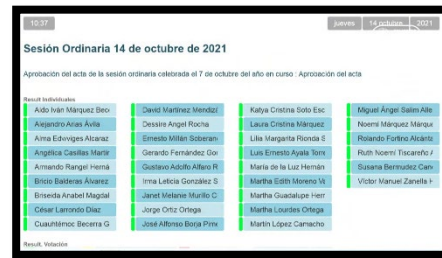 10:37
jueves 14 octubre 2021
Sesión Ordinaria 14 de octubre de 2021
Aprobación del acta de la sesión ordinaria celebrada el 7 de octubre del año en curso : Aprobación del acta
Result Individuales
Aldo Iván Márquez Bece
Alejandro Arias Ávila
Alma Edwviges Alcaraz
Angélica Casillas Martír
Armando Rangel Herná
Bricio Balderas Álvarez
Briseida Anabel Magdal
César Larrondo Díaz
Cuauhtémoc Becerra G
David Martínez Mendizá
Dessire Angel Rocha
Ernesto Millán Soberan
Gerardo Fernández Gor
Gustavo Adolfo Alfaro R
Irma Leticia González S
Janet Melanie Murillo C
Jorge Ortiz Ortega
José Alfonso Borja Pime
Katya Cristina Soto Esc
Laura Cristina Márquez
Lilia Margarita Rionda S
Luis Ernesto Ayala Torre
María de la Luz Hernán
Martha Edith Moreno Va
Martha Guadalupe Hern
Martha Lourdes Ortega
Martín López Camacho
Miguel Ángel Salim Alle
Noemí Márquez Márque
Rolando Fortino Alcánta
Ruth Noemí Tiscareño A
Susana Bermudez Cano
Víctor Manuel Zanella H
Result. Votación